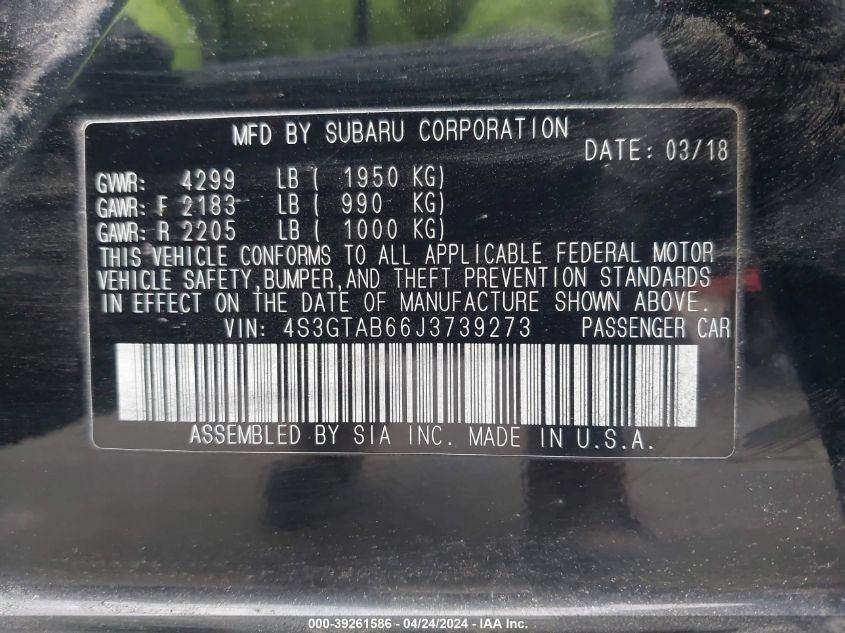 MFD BY SUBARU CORPORATION
DATE: 03/18
GVWR: 4299 LB ( 1950 KG)
GAWR: F 2183 LB ( 990 KG)
GAWR: R 2205 LB ( 1000 KG)
THIS VEHICLE CONFORMS TO ALL APPLICABLE FEDERAL MOTOR
VEHICLE SAFETY,BUMPER,AND THEFT PREVENTION STANDARDS
IN EFFECT ON THE DATE OF MANUFACTURE SHOWN ABOVE.
VIN: 4S3GTAB66J3739273 PASSENGER CAR
ASSEMBLED BY SIA INC. MADE IN U.S.A.
000-39261586 - 04/24/2024 - IAA Inc.